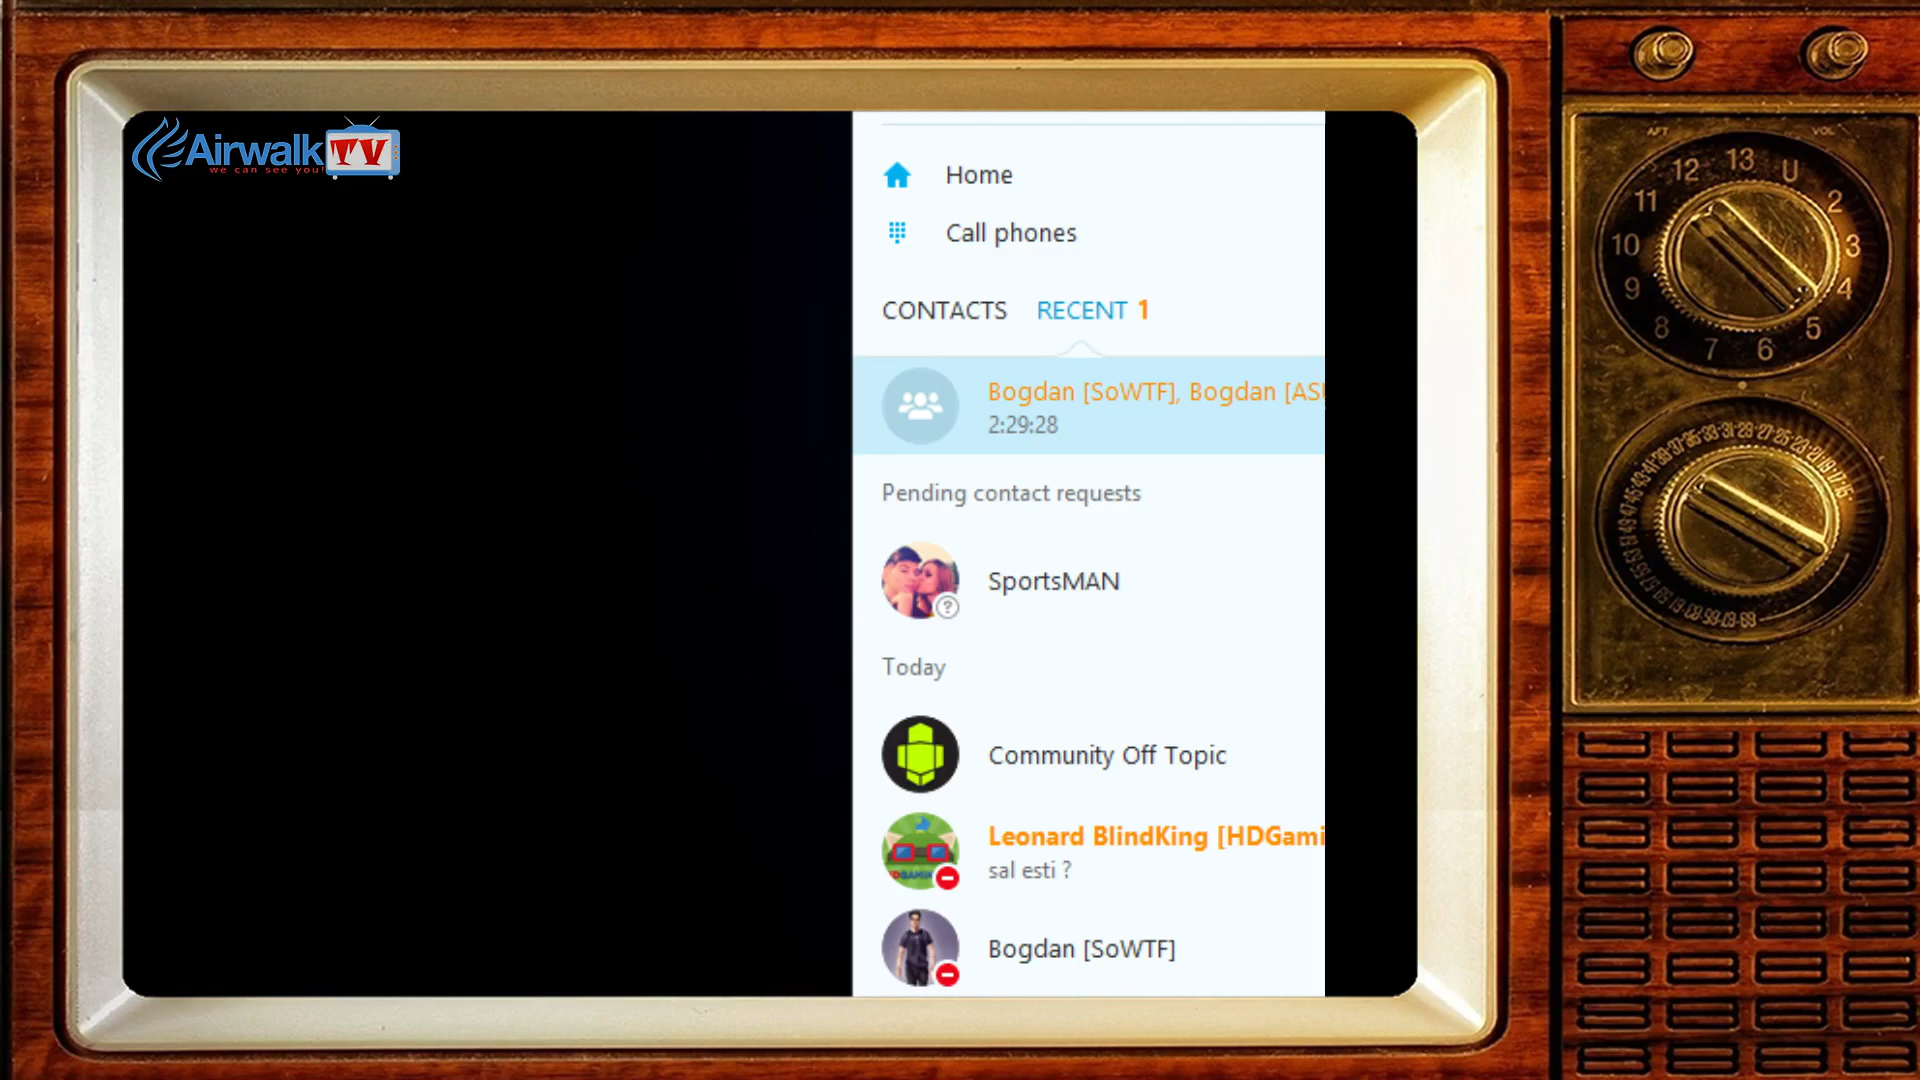 Airwalk TV
we can see you!
Home
Call phones
CONTACTS RECENT 1
Bogdan [SoWTF], Bogdan [AS
2:29:28
Pending contact requests
SportsMAN
?
Today
Community Off Topic
Leonard BlindKing [HDGami
sal esti ?
Bogdan [SoWTF]
AFT VOL
12 13 U
11 2
10 3
9 4
8 5
7 6